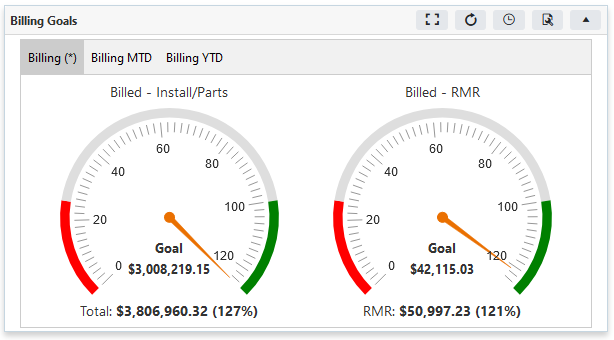 Billing Goals
Billing (*) Billing MTD Billing YTD
Billed - Install/Parts
0
20
40
60
80
100
120
Goal
$3,008,219.15
Total: $3,806,960.32 (127%)
Billed - RMR
0
20
40
60
80
100
120
Goal
$42,115.03
RMR: $50,997.23 (121%)